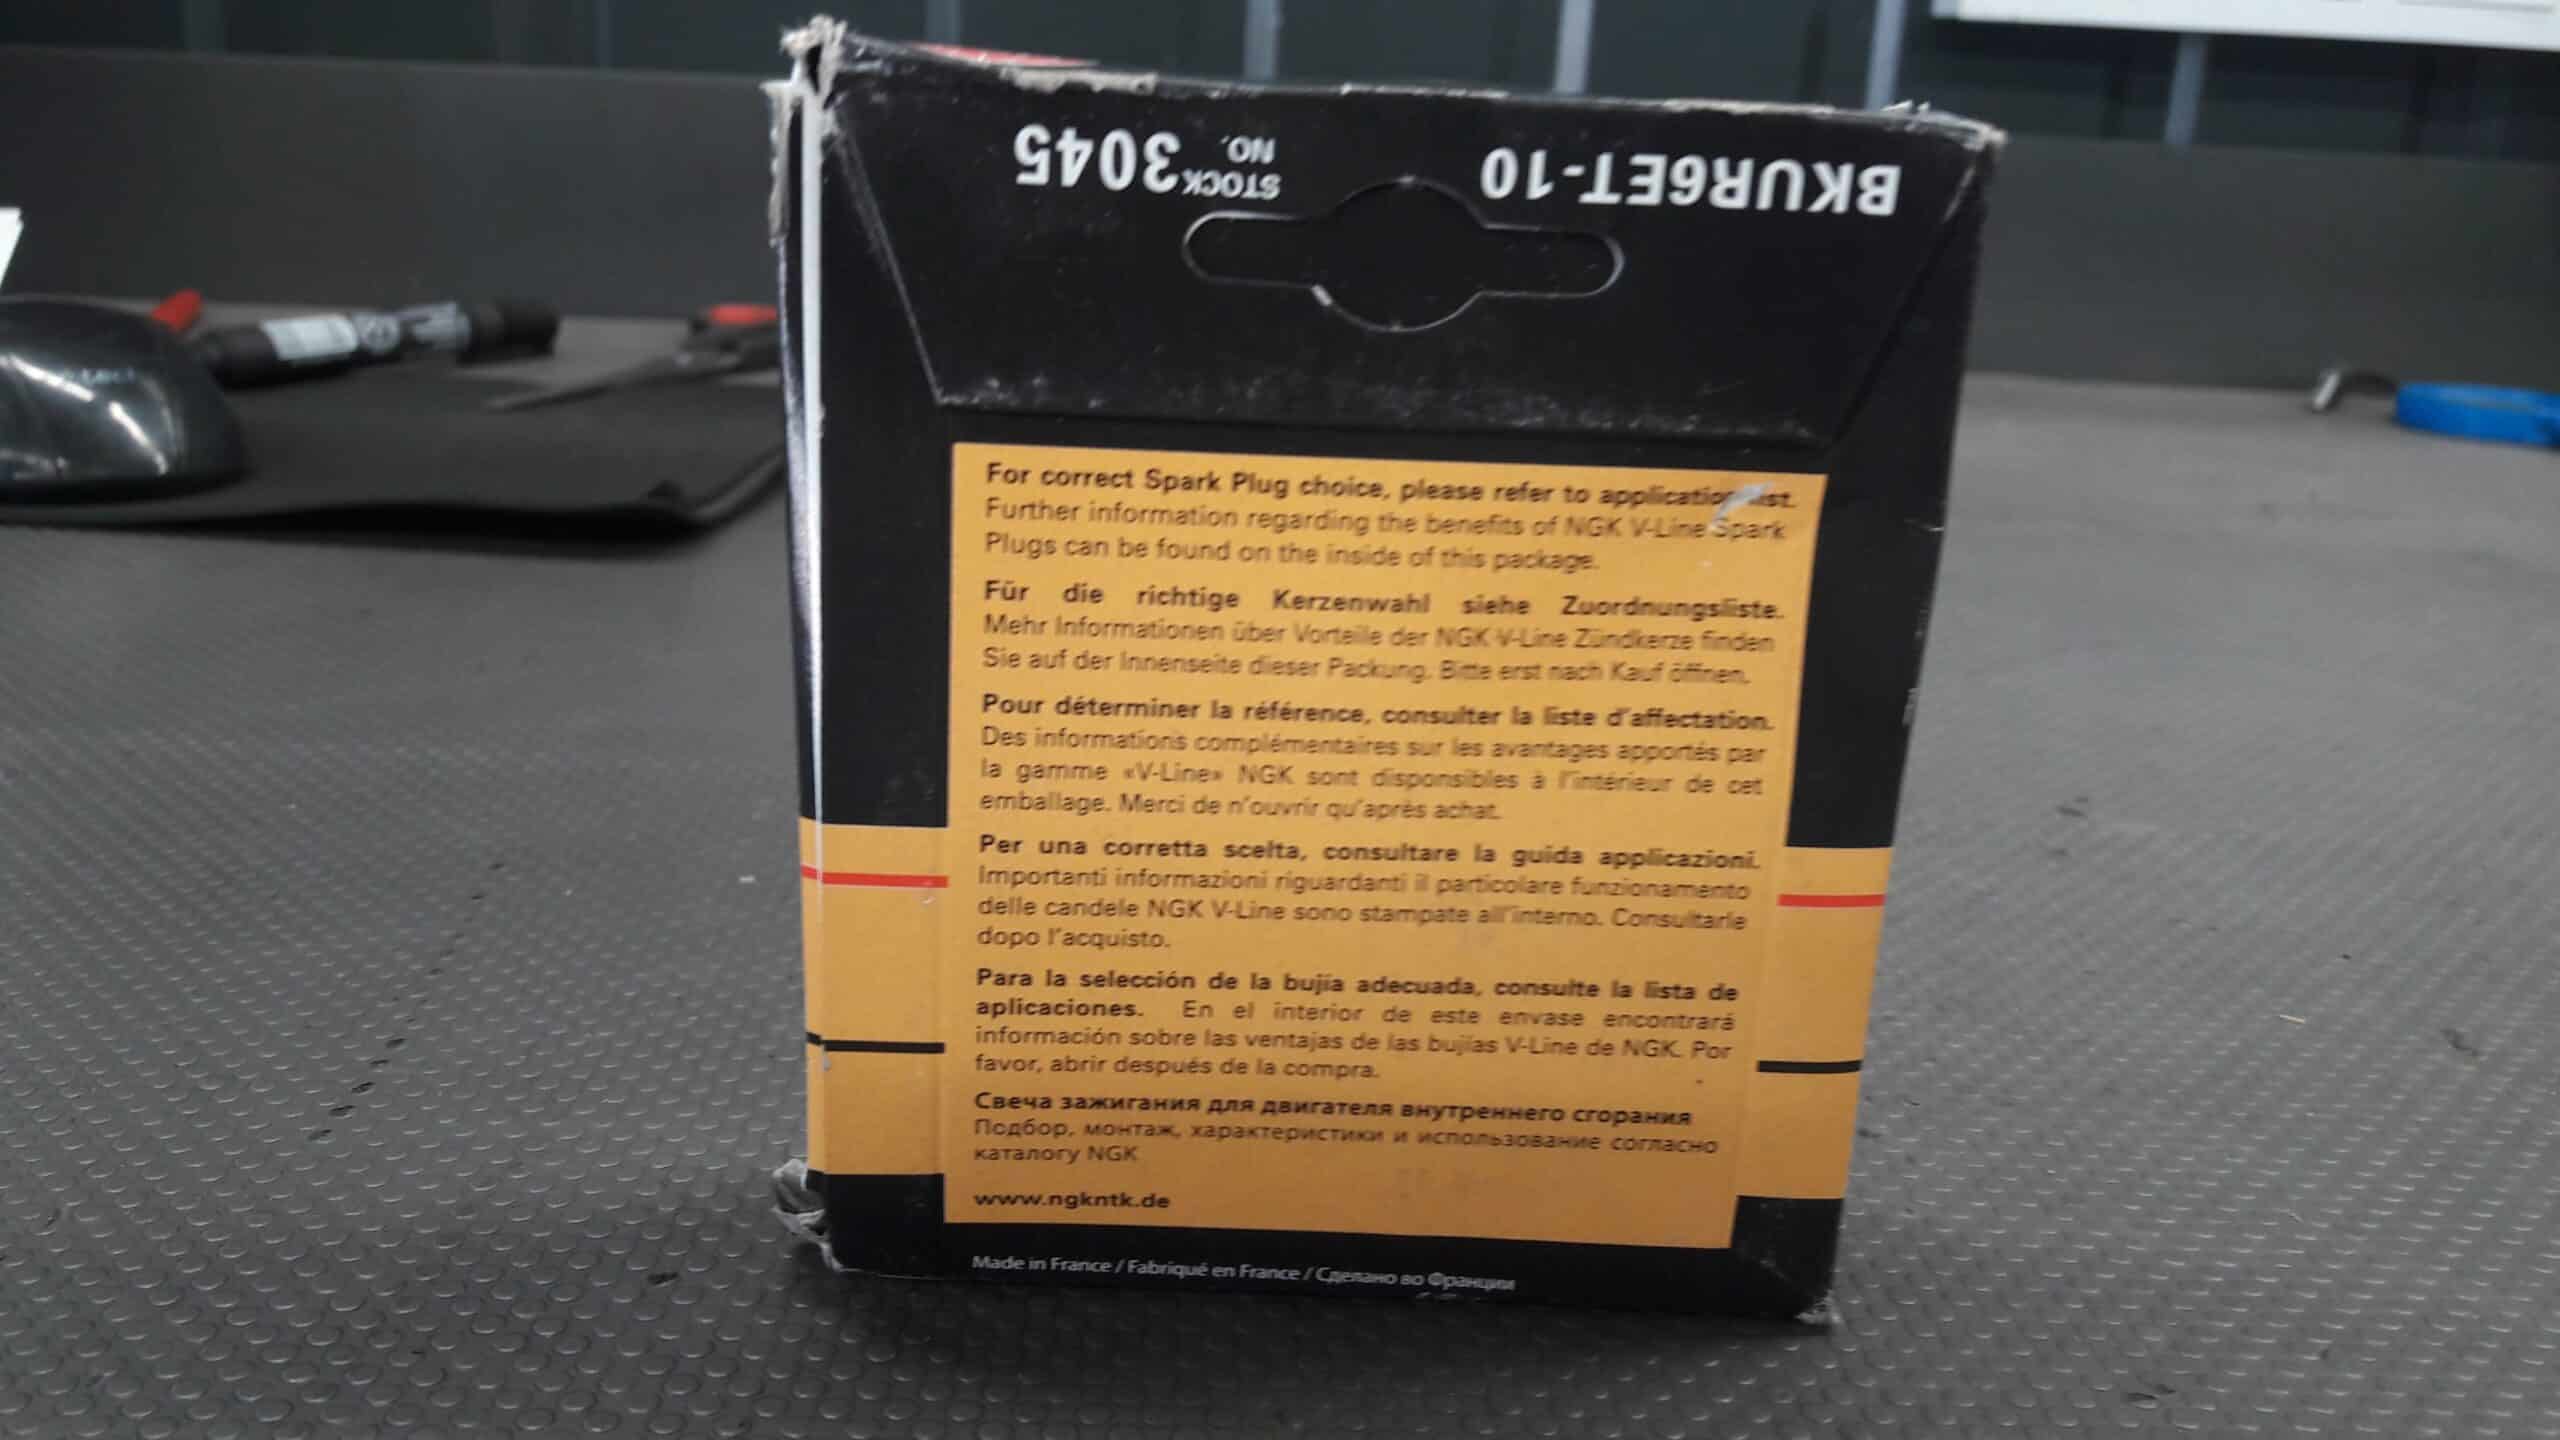 BKUR6ET-10
STOCK NO. 3045
For correct Spark Plug choice, please refer to application list.
Further information regarding the benefits of NGK V-Line Spark
Plugs can be found on the inside of this package.
Für die richtige Kerzenwahl siehe Zuordnungsliste.
Mehr Informationen über Vorteile der NGK V-Line Zündkerze finden
Sie auf der Innenseite dieser Packung. Bitte erst nach Kauf öffnen.
Pour déterminer la référence, consulter la liste d'affectation.
Des informations complémentaires sur les avantages apportés par
la gamme «V-Line» NGK sont disponsibles à l'intérieur de cet
emballage. Merci de n'ouvrir qu'après achat.
Per una corretta scelta, consultare la guida applicazioni.
Importanti informazioni riguardanti il particolare funzionamento
delle candele NGK V-Line sono stampate all'interno. Consultarle
dopo l'acquisto.
Para la selección de la bujía adecuada, consulte la lista de
aplicaciones. En el interior de este envase encontrará
información sobre las ventajas de las bujías V-Line de NGK. Por
favor, abrir después de la compra.
Свеча зажигания для двигателя внутреннего сгорания
Подбор, монтаж, характеристики и использование согласно
каталогу NGK
www.ngkntk.de
Made in France / Fabriqué en France / Сделано во Франции